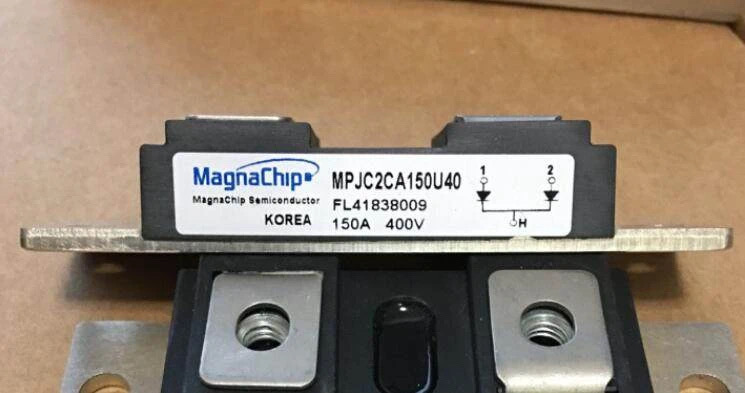 MagnaChip
MagnaChip Semiconductor
KOREA
MPJC2CA150U40
FL41838009
150A 400V
1 2
H